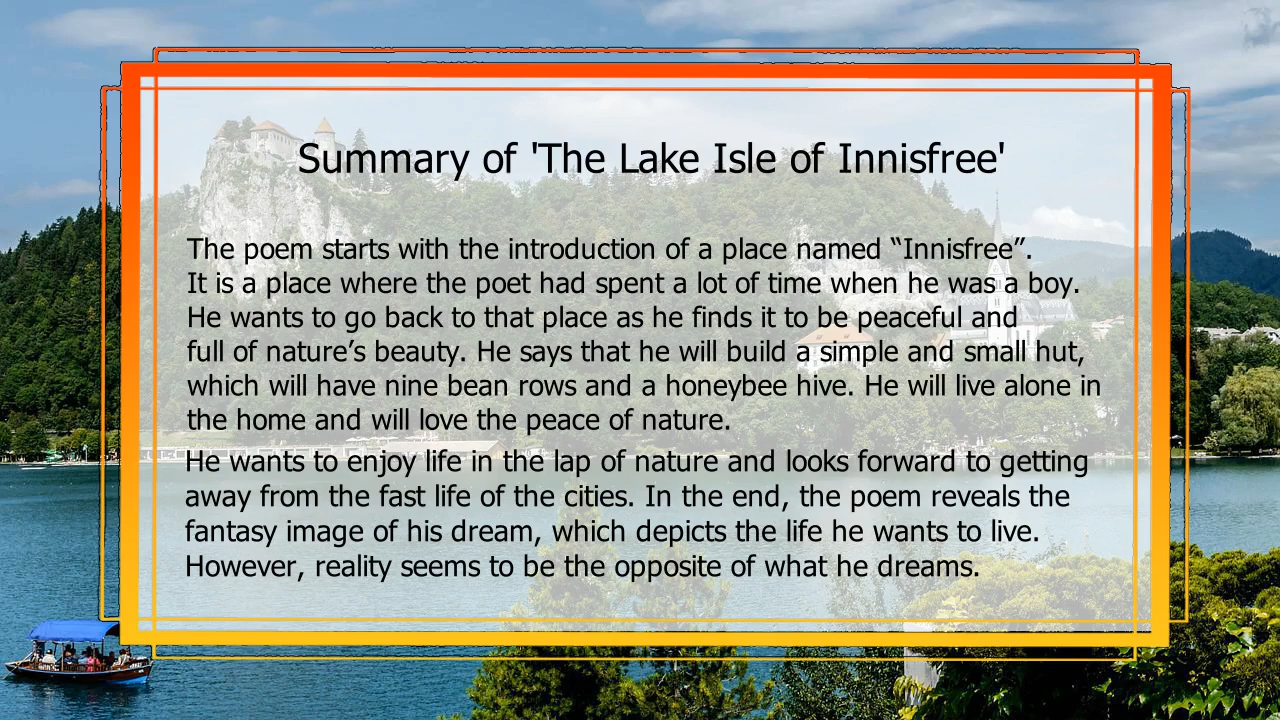 Summary of 'The Lake Isle of Innisfree'
The poem starts with the introduction of a place named “Innisfree”.
It is a place where the poet had spent a lot of time when he was a boy.
He wants to go back to that place as he finds it to be peaceful and
full of nature’s beauty. He says that he will build a simple and small hut,
which will have nine bean rows and a honeybee hive. He will live alone in
the home and will love the peace of nature.
He wants to enjoy life in the lap of nature and looks forward to getting
away from the fast life of the cities. In the end, the poem reveals the
fantasy image of his dream, which depicts the life he wants to live.
However, reality seems to be the opposite of what he dreams.